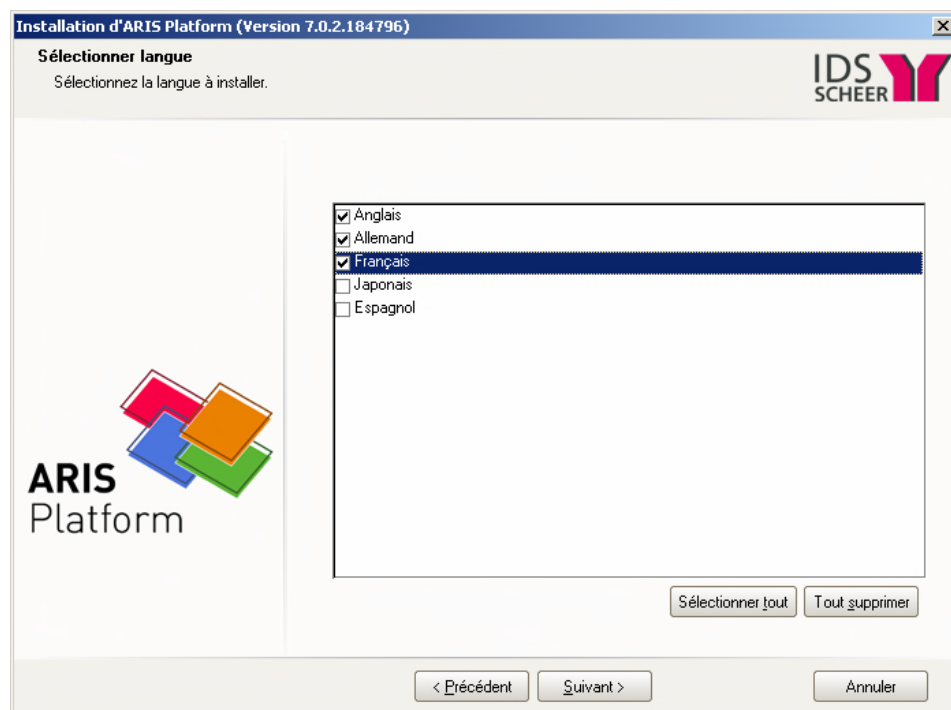 Installation d'ARIS Platform (Version 7.0.2.184796)
Sélectionner langue
Sélectionnez la langue à installer.
IDS
SCHEER
Anglais
Allemand
Français
Japonais
Espagnol
ARIS
Platform
Sélectionner tout
Tout supprimer
< Précédent
Suivant >
Annuler